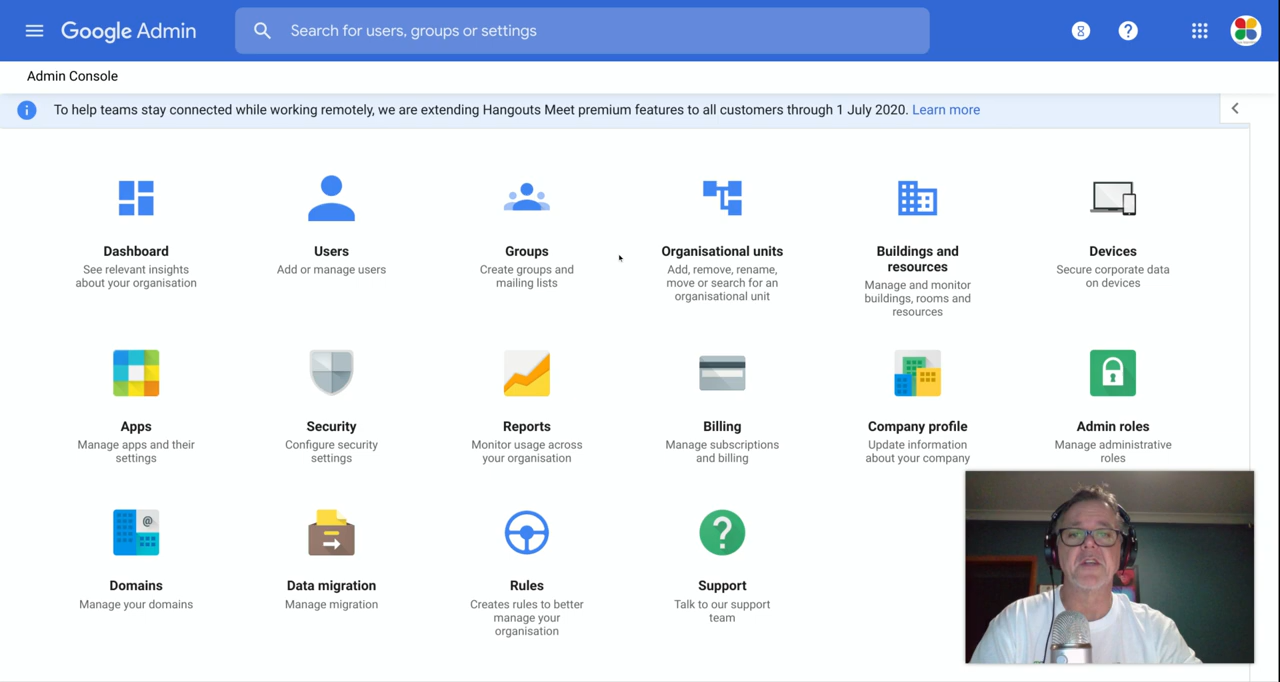 Google Admin
Search for users, groups or settings
?
Admin Console
To help teams stay connected while working remotely, we are extending Hangouts Meet premium features to all customers through 1 July 2020. Learn more
Dashboard
See relevant insights
about your organisation
Users
Add or manage users
Groups
Create groups and
mailing lists
Organisational units
Add, remove, rename,
move or search for an
organisational unit
Buildings and
resources
Manage and monitor
buildings, rooms and
resources
Devices
Secure corporate data
on devices
Apps
Manage apps and their
settings
Security
Configure security
settings
Reports
Monitor usage across
your organisation
Billing
Manage subscriptions
and billing
Company profile
Update information
about your company
Admin roles
Manage administrative
roles
@
Domains
Manage your domains
Data migration
Manage migration
Rules
Creates rules to better
manage your
organisation
?
Support
Talk to our support
team